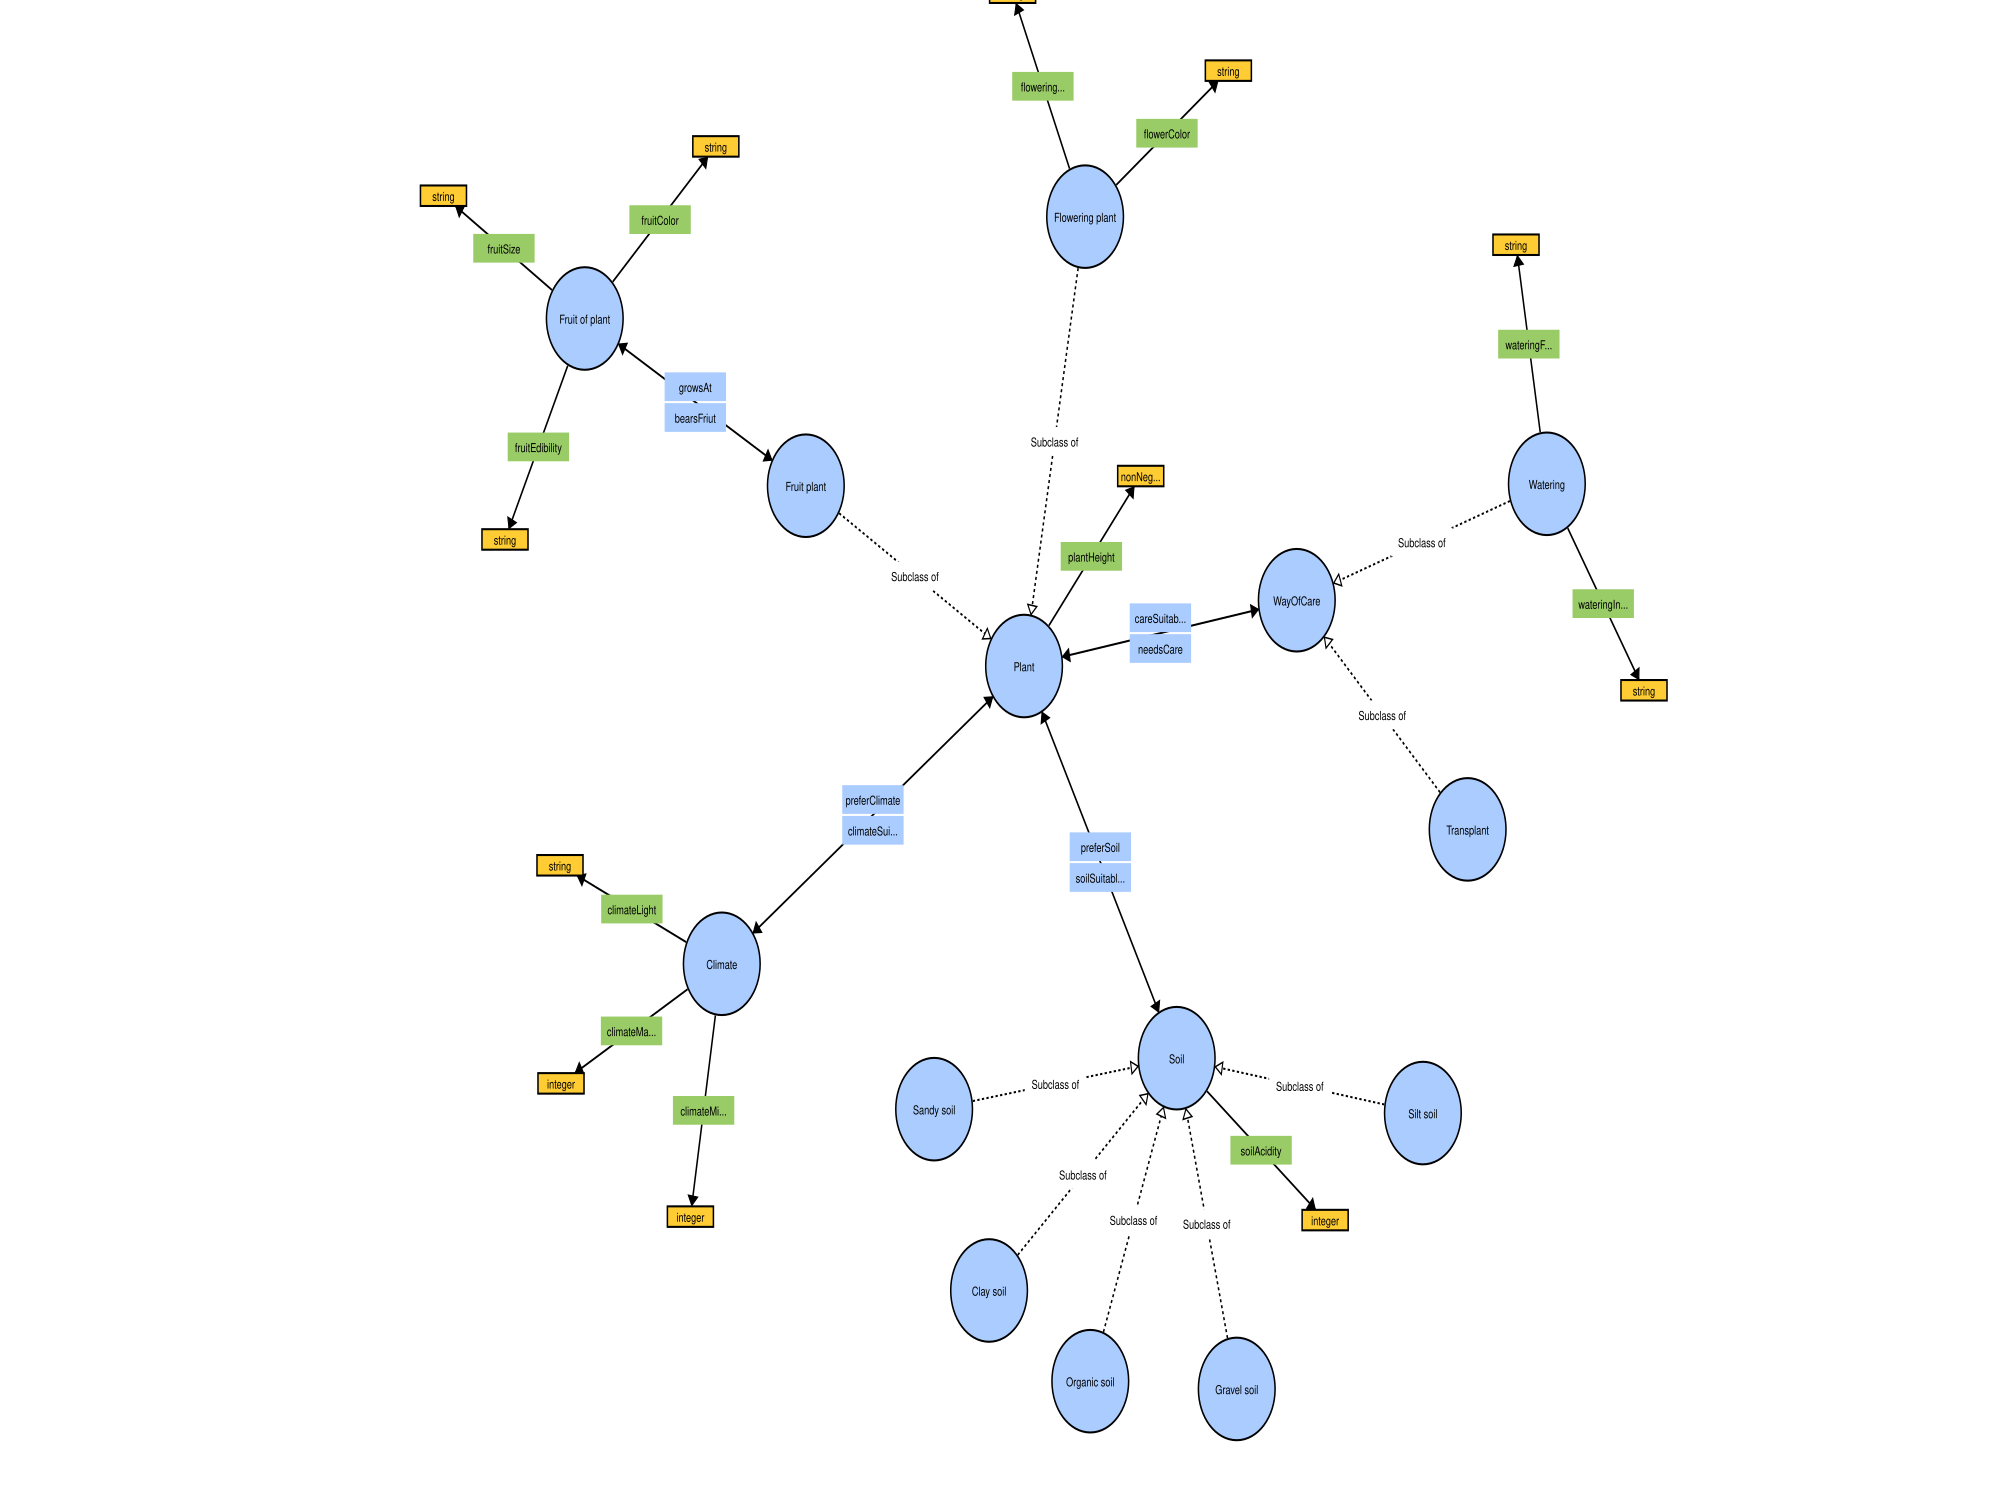 string
flowering...
flowerColor
string
fruitColor
string
fruitSize
Flowering plant
string
Fruit of plant
wateringF...
growsAt
bearsFriut
Subclass of
fruitEdibility
nonNeg...
Fruit plant
Watering
string
Subclass of
plantHeight
Subclass of
WayOfCare
wateringIn...
careSuitab...
needsCare
Plant
string
Subclass of
preferClimate
climateSui...
Transplant
preferSoil
soilSuitabl...
string
climateLight
Climate
climateMa...
Soil
integer
Subclass of
Subclass of
Sandy soil
climateMi...
Silt soil
soilAcidity
Subclass of
integer
Subclass of
Subclass of
integer
Clay soil
Organic soil
Gravel soil